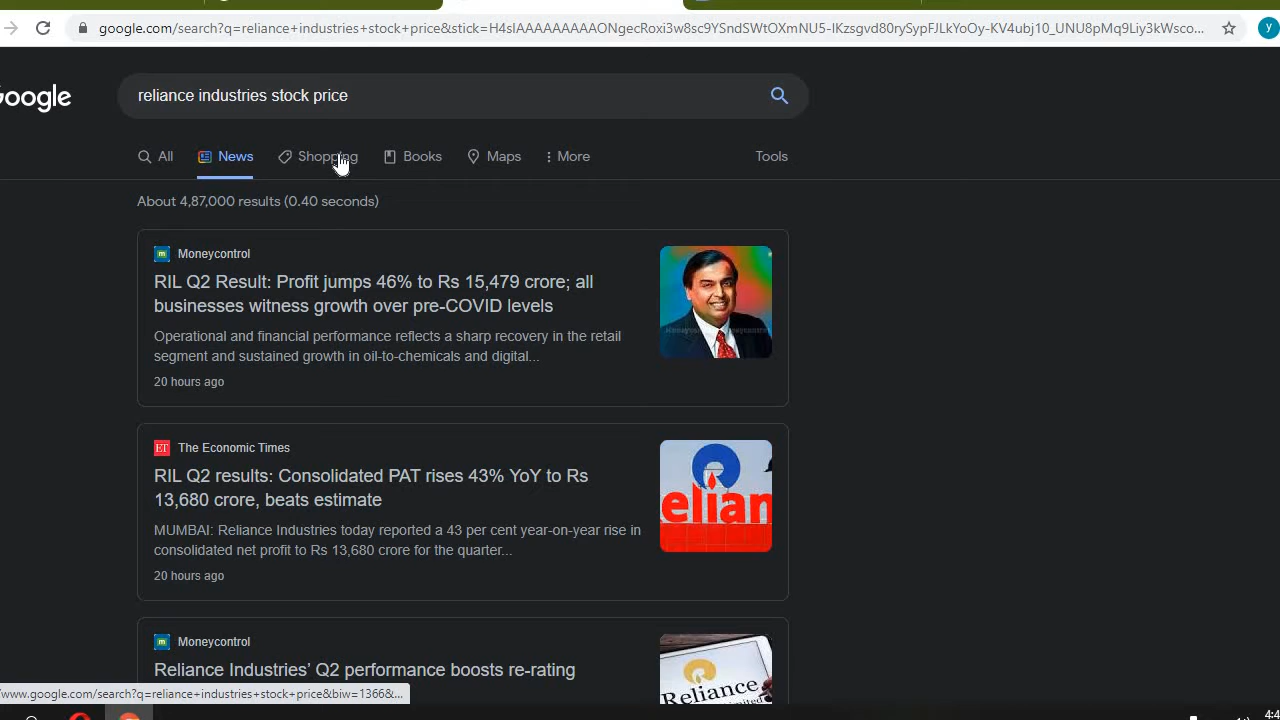 google.com/search?q=reliance+industries+stock+price&stick=H4sIAAAAAAAAAONgecRoxi3w8sc9YSndSWtOXmNU5-IKzsgvd80rySypFJLkYoOy-KV4ubj10_UNU8pMq9Liy3kWsco...
y
Google
reliance industries stock price
All
News
Shopping
Books
Maps
More
Tools
About 4,87,000 results (0.40 seconds)
Moneycontrol
RIL Q2 Result: Profit jumps 46% to Rs 15,479 crore; all
businesses witness growth over pre-COVID levels
Operational and financial performance reflects a sharp recovery in the retail
segment and sustained growth in oil-to-chemicals and digital...
20 hours ago
ET
The Economic Times
RIL Q2 results: Consolidated PAT rises 43% YoY to Rs
13,680 crore, beats estimate
MUMBAI: Reliance Industries today reported a 43 per cent year-on-year rise in
consolidated net profit to Rs 13,680 crore for the quarter...
20 hours ago
elian
m
Moneycontrol
Reliance Industries' Q2 performance boosts re-rating
Reliance
/www.google.com/search?q=reliance+industries+stock+price&biw=1366&...